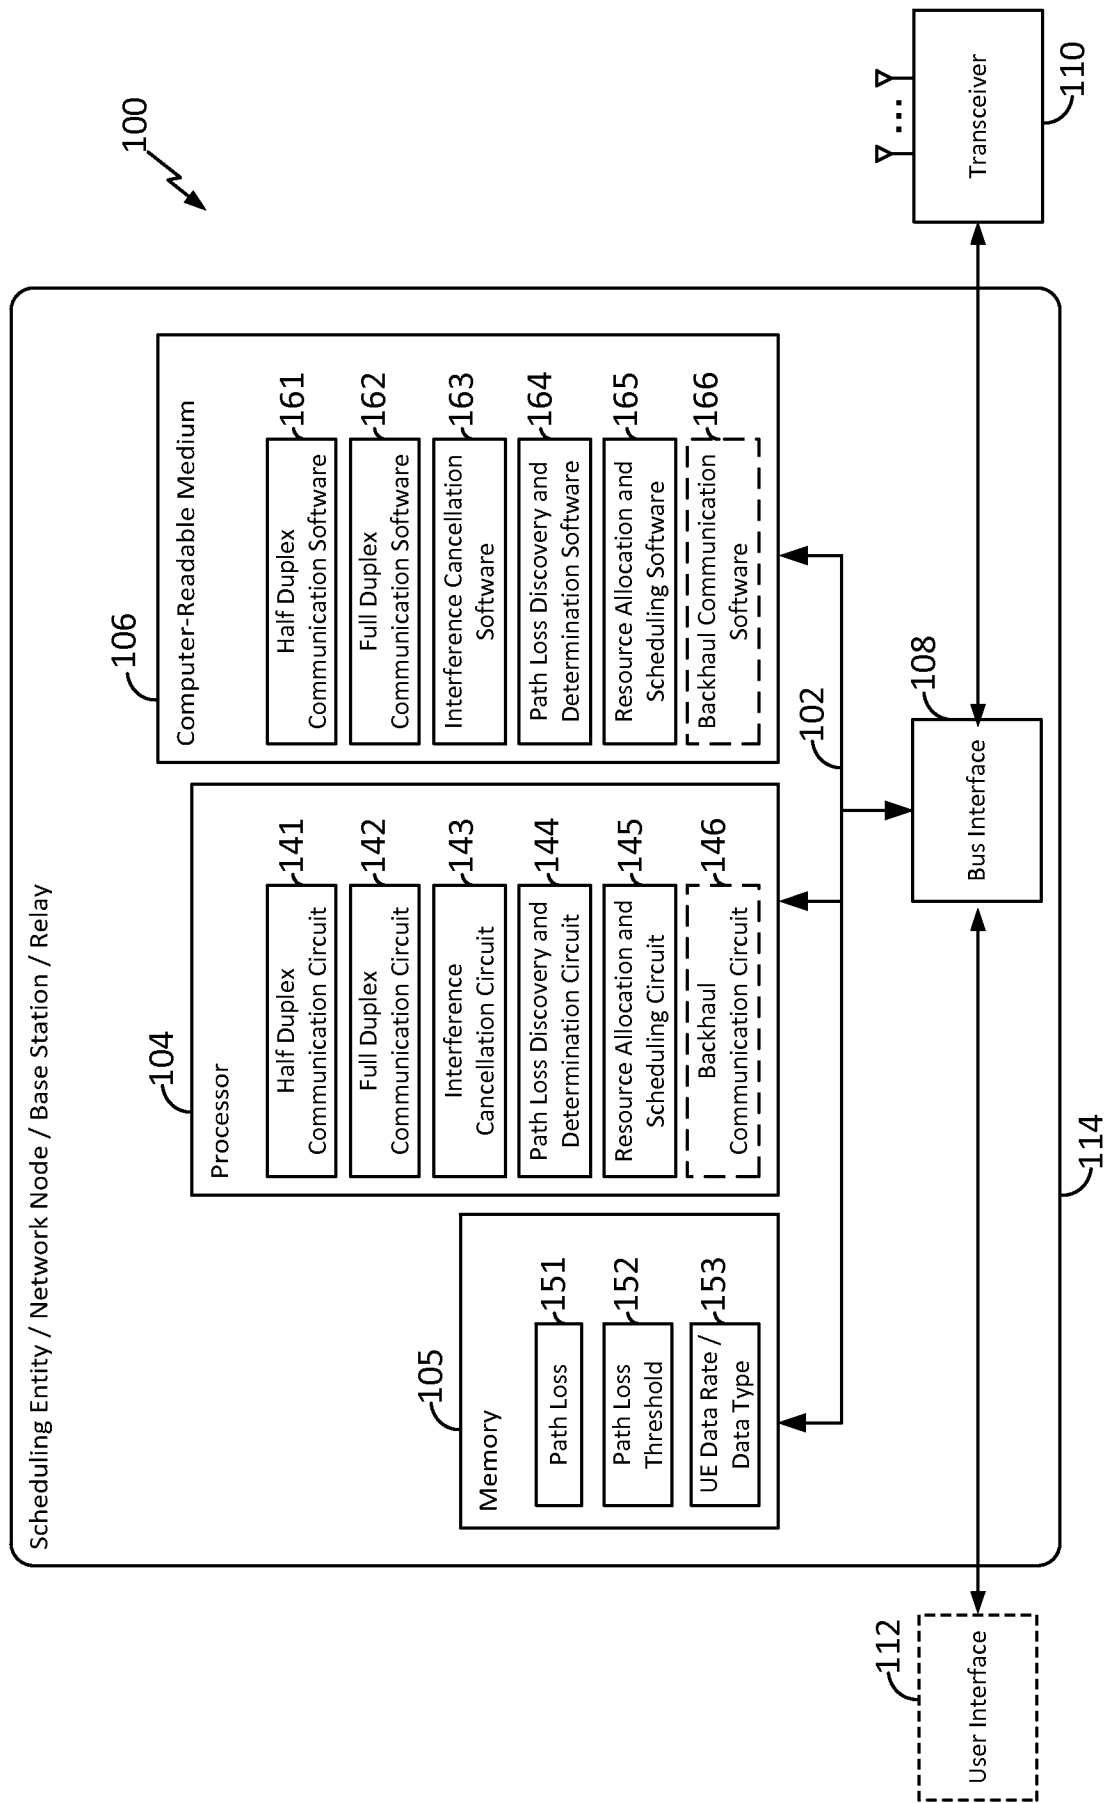 100
Scheduling Entity / Network Node / Base Station / Relay
105
Memory
Path Loss
151
Path Loss
Threshold
152
UE Data Rate /
Data Type
153
104
Processor
Half Duplex
Communication Circuit
141
Full Duplex
Communication Circuit
142
Interference
Cancellation Circuit
143
Path Loss Discovery and
Determination Circuit
144
Resource Allocation and
Scheduling Circuit
145
Backhaul
Communication Circuit
146
106
Computer-Readable Medium
Half Duplex
Communication Software
161
Full Duplex
Communication Software
162
Interference Cancellation
Software
163
Path Loss Discovery and
Determination Software
164
Resource Allocation and
Scheduling Software
165
Backhaul Communication
Software
166
102
112
User Interface
Bus Interface
108
Transceiver
...
110
114